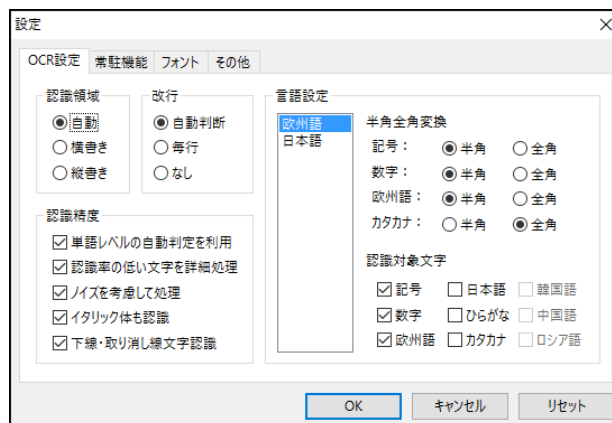 設定
OCR設定 常駐機能 フォント その他
認識領域
自動
横書き
縦書き
改行
自動判断
毎行
なし
認識精度
単語レベルの自動判定を利用
認識率の低い文字を詳細処理
ノイズを考慮して処理
イタリック体も認識
下線・取り消し線文字認識
言語設定
欧州語
日本語
半角全角変換
記号： 半角 全角
数字： 半角 全角
欧州語： 半角 全角
カタカナ： 半角 全角
認識対象文字
記号 日本語 韓国語
数字 ひらがな 中国語
欧州語 カタカナ ロシア語
OK キャンセル リセット